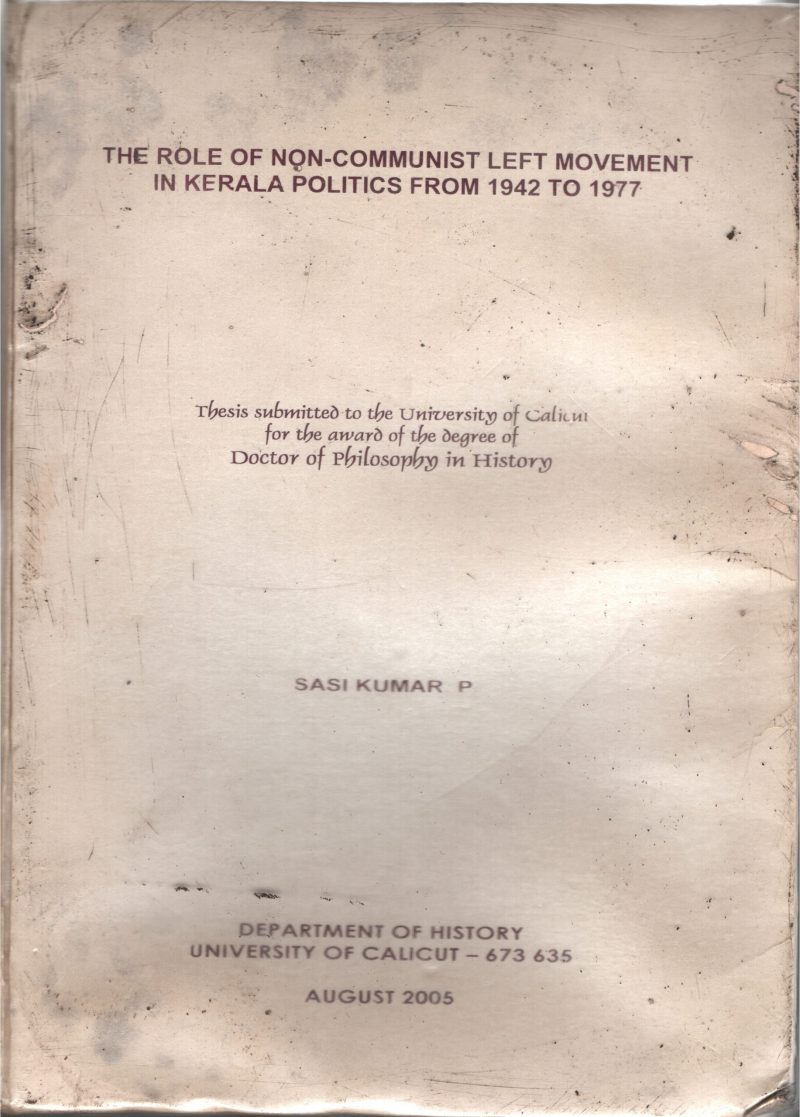 THE ROLE OF NON-COMMUNIST LEFT MOVEMENT
IN KERALA POLITICS FROM 1942 TO 1977
Thesis submitted to the University of Calicut
for the award of the degree of
Doctor of Philosophy in History
SASI KUMAR P
DEPARTMENT OF HISTORY
UNIVERSITY OF CALICUT – 673 635
AUGUST 2005